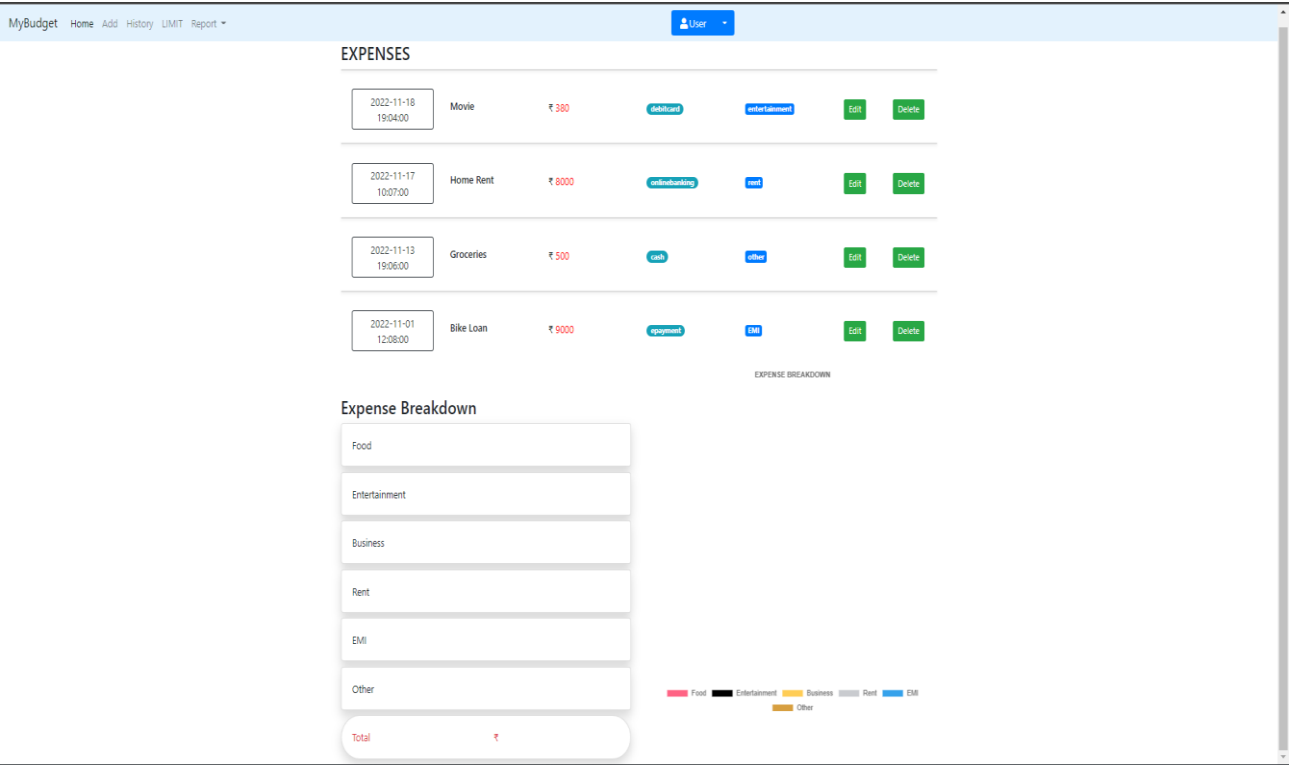 MyBudget Home Add History LIMIT Report User
EXPENSES
2022-11-18
19:04:00
Movie ₹ 380 debitcard entertainment Edit Delete
2022-11-17
10:07:00
Home Rent ₹ 8000 onlinebanking rent Edit Delete
2022-11-13
19:06:00
Groceries ₹ 500 cash other Edit Delete
2022-11-01
12:08:00
Bike Loan ₹ 9000 epayment EMI Edit Delete
EXPENSE BREAKDOWN
Expense Breakdown
Food
Entertainment
Business
Rent
EMI
Other
Total ₹
Food Entertainment Business Rent EMI
Other